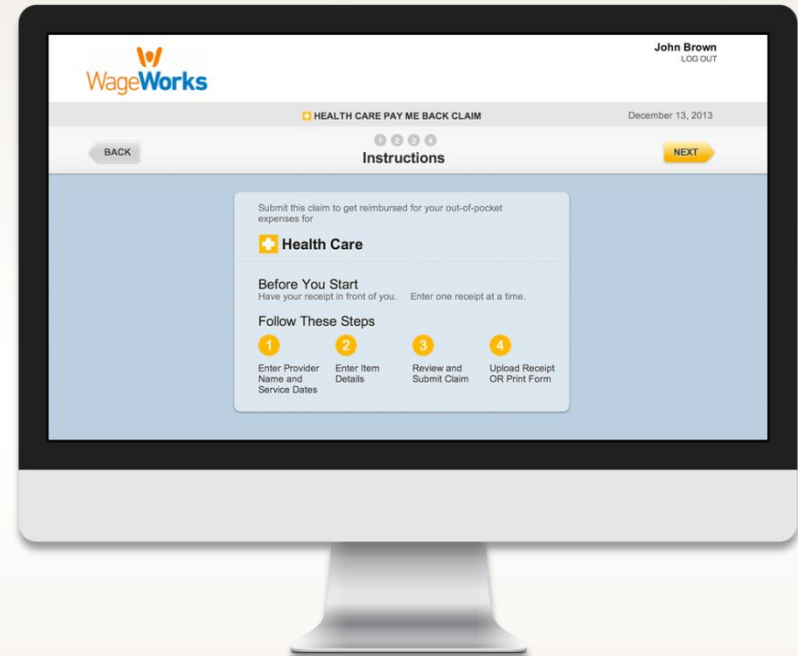 WageWorks
John Brown
LOG OUT
HEALTH CARE PAY ME BACK CLAIM
December 13, 2013
BACK
1 2 3 4
Instructions
NEXT
Submit this claim to get reimbursed for your out-of-pocket
expenses for
Health Care
Before You Start
Have your receipt in front of you. Enter one receipt at a time.
Follow These Steps
1 2 3 4
Enter Provider Enter Item Review and Upload Receipt
Name and Details Submit Claim OR Print Form
Service Dates